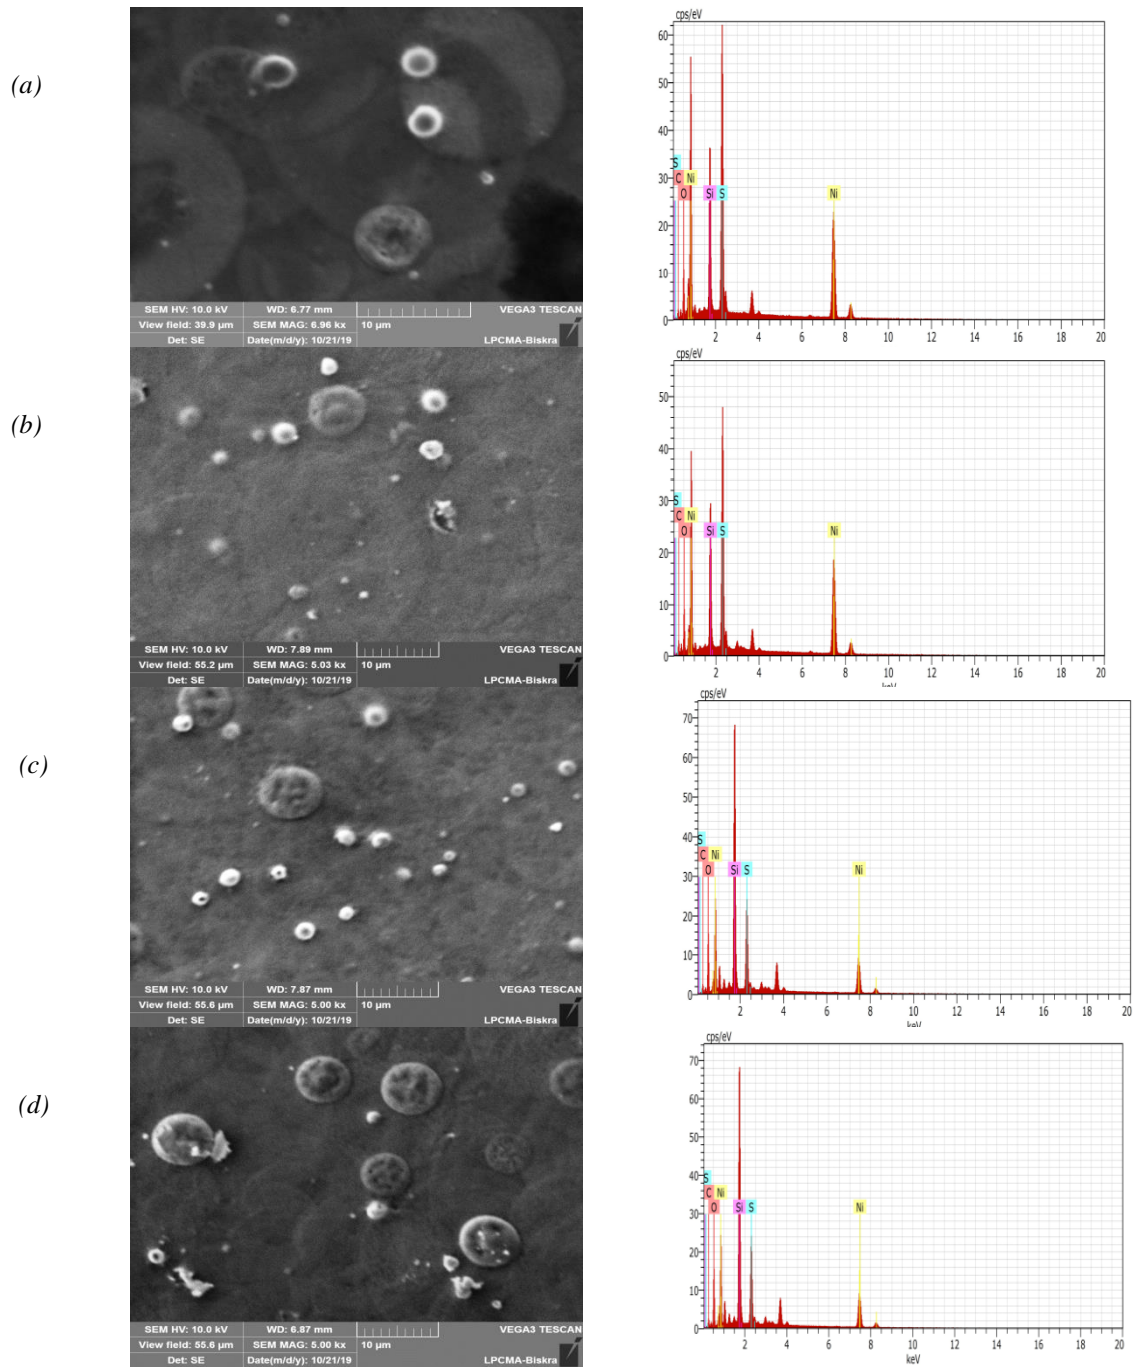 (a)
SEM HV: 10.0 kV WD: 6.77 mm VEGA3 TESCAN
View field: 39.9 µm SEM MAG: 6.96 kx 10 µm
Det: SE Date(m/d/y): 10/21/19 LPCMA-Biskra
cps/eV
60
50
40
30
20
10
0
S
C Ni
O Si S Ni
2 4 6 8 10 12 14 16 18 20
(b)
SEM HV: 10.0 kV WD: 7.89 mm VEGA3 TESCAN
View field: 55.2 µm SEM MAG: 5.03 kx 10 µm
Det: SE Date(m/d/y): 10/21/19 LPCMA-Biskra
cps/eV
50
40
30
20
10
0
S
C Ni
O Si S Ni
2 4 6 8 10 12 14 16 18 20
keV
(c)
SEM HV: 10.0 kV WD: 7.87 mm VEGA3 TESCAN
View field: 55.6 µm SEM MAG: 5.00 kx 10 µm
Det: SE Date(m/d/y): 10/21/19 LPCMA-Biskra
cps/eV
70
60
50
40
30
20
10
0
S
C Ni
O Si S Ni
2 4 6 8 10 12 14 16 18 20
keV
(d)
SEM HV: 10.0 kV WD: 6.87 mm VEGA3 TESCAN
View field: 55.6 µm SEM MAG: 5.00 kx 10 µm
Det: SE Date(m/d/y): 10/21/19 LPCMA-Biskra
cps/eV
70
60
50
40
30
20
10
0
S
C Ni
O Si S Ni
2 4 6 8 10 12 14 16 18 20
keV